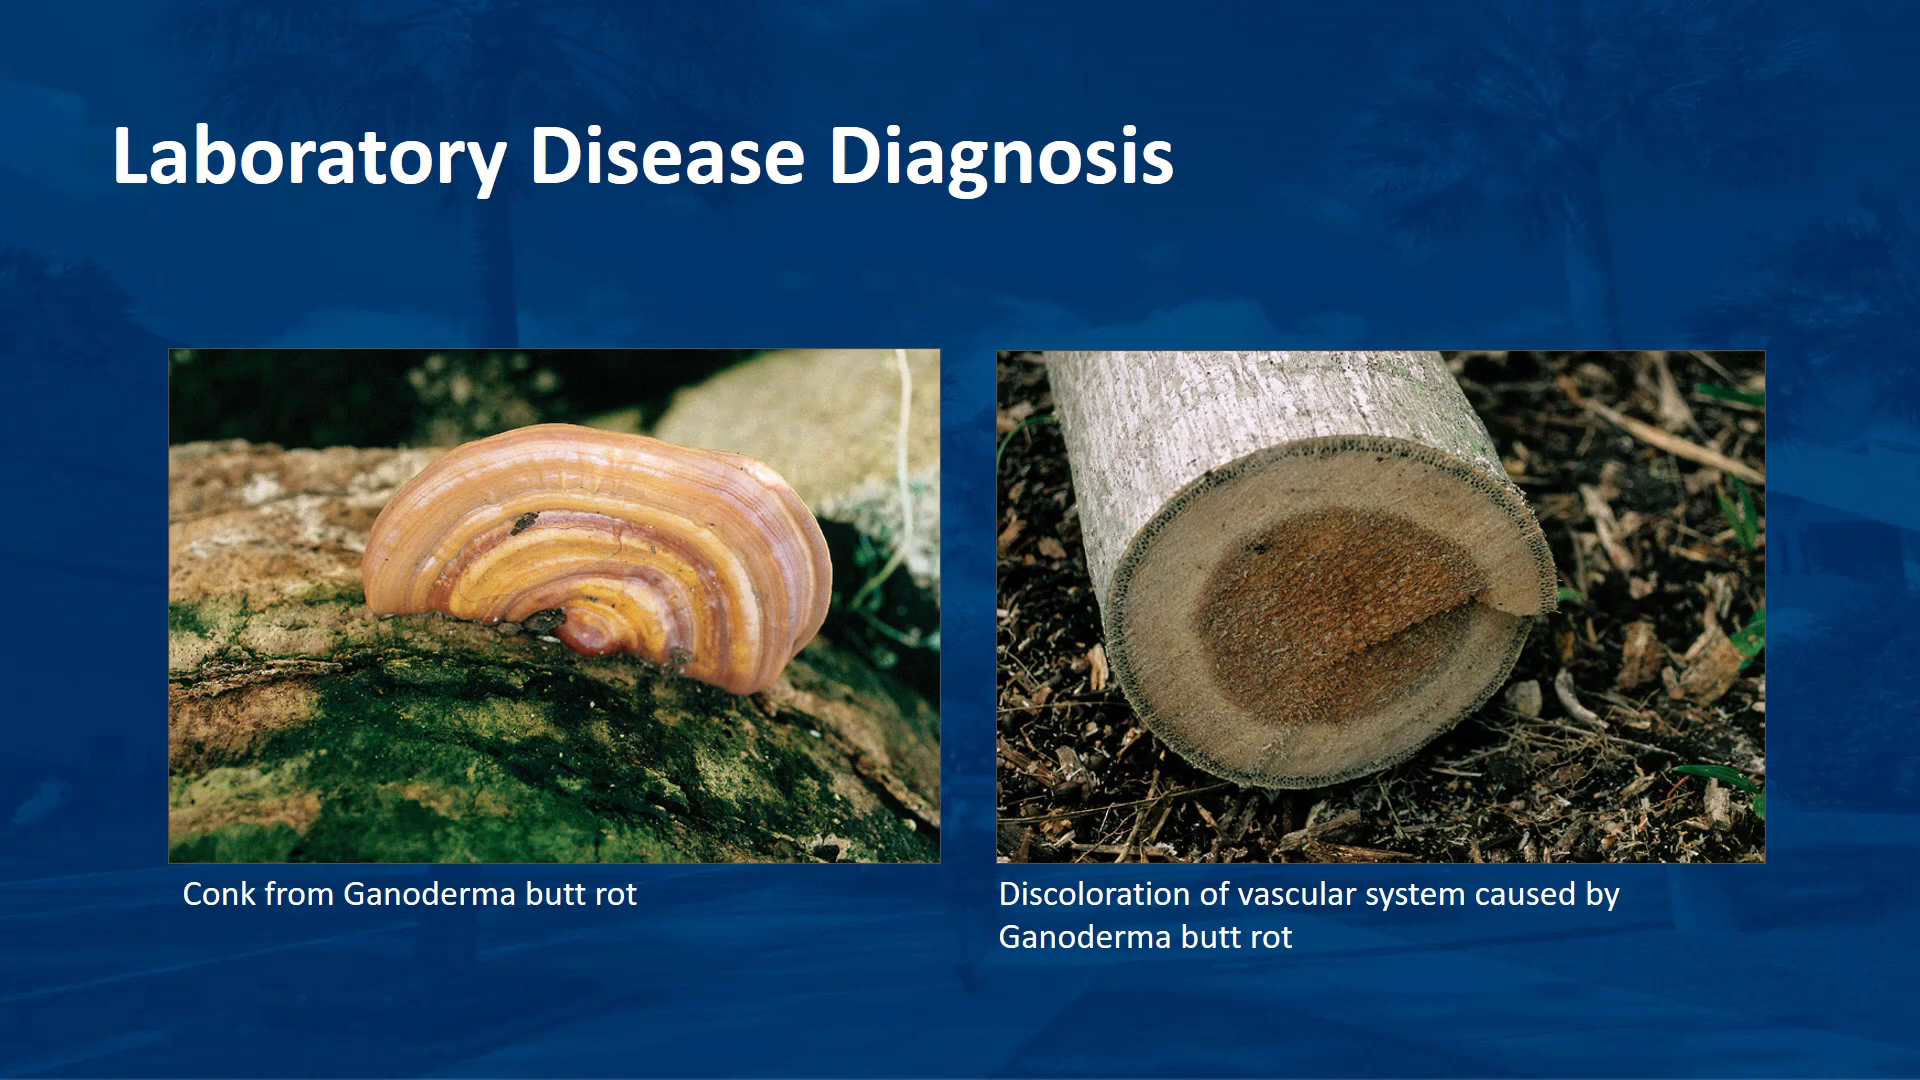 Laboratory Disease Diagnosis
Conk from Ganoderma butt rot
Discoloration of vascular system caused by
Ganoderma butt rot